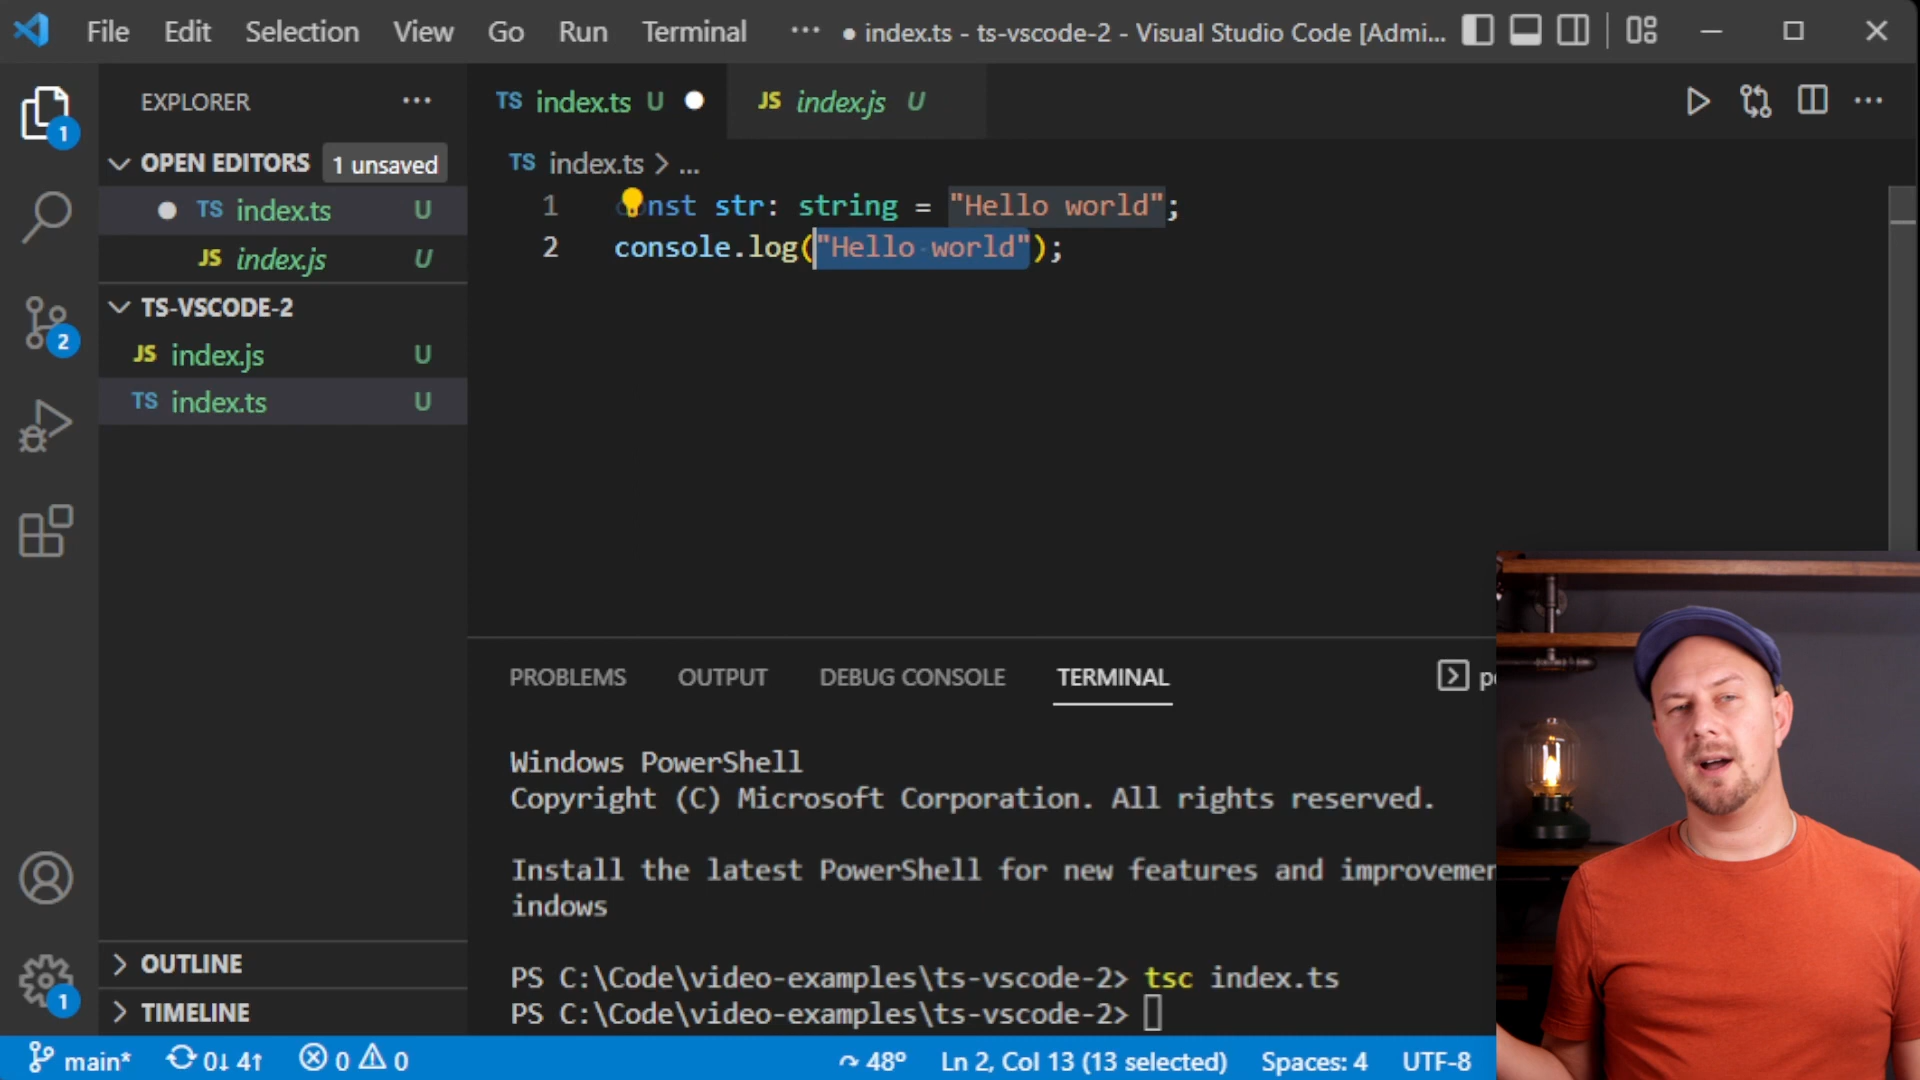 File Edit Selection View Go Run Terminal ··· ● index.ts - ts-vscode-2 - Visual Studio Code [Admi...
EXPLORER ···
OPEN EDITORS 1 unsaved
TS index.ts U
JS index.js U
TS-VSCODE-2
JS index.js U
TS index.ts U
OUTLINE
TIMELINE
1
2
1
TS index.ts U JS index.js U ···
TS index.ts > ...
1 const str: string = "Hello world";
2 console.log("Hello world");
PROBLEMS OUTPUT DEBUG CONSOLE TERMINAL
Windows PowerShell
Copyright (C) Microsoft Corporation. All rights reserved.
Install the latest PowerShell for new features and improvemen
indows
PS C:\Code\video-examples\ts-vscode-2> tsc index.ts
PS C:\Code\video-examples\ts-vscode-2>
main* 0↓ 4↑ 0 0 48° Ln 2, Col 13 (13 selected) Spaces: 4 UTF-8